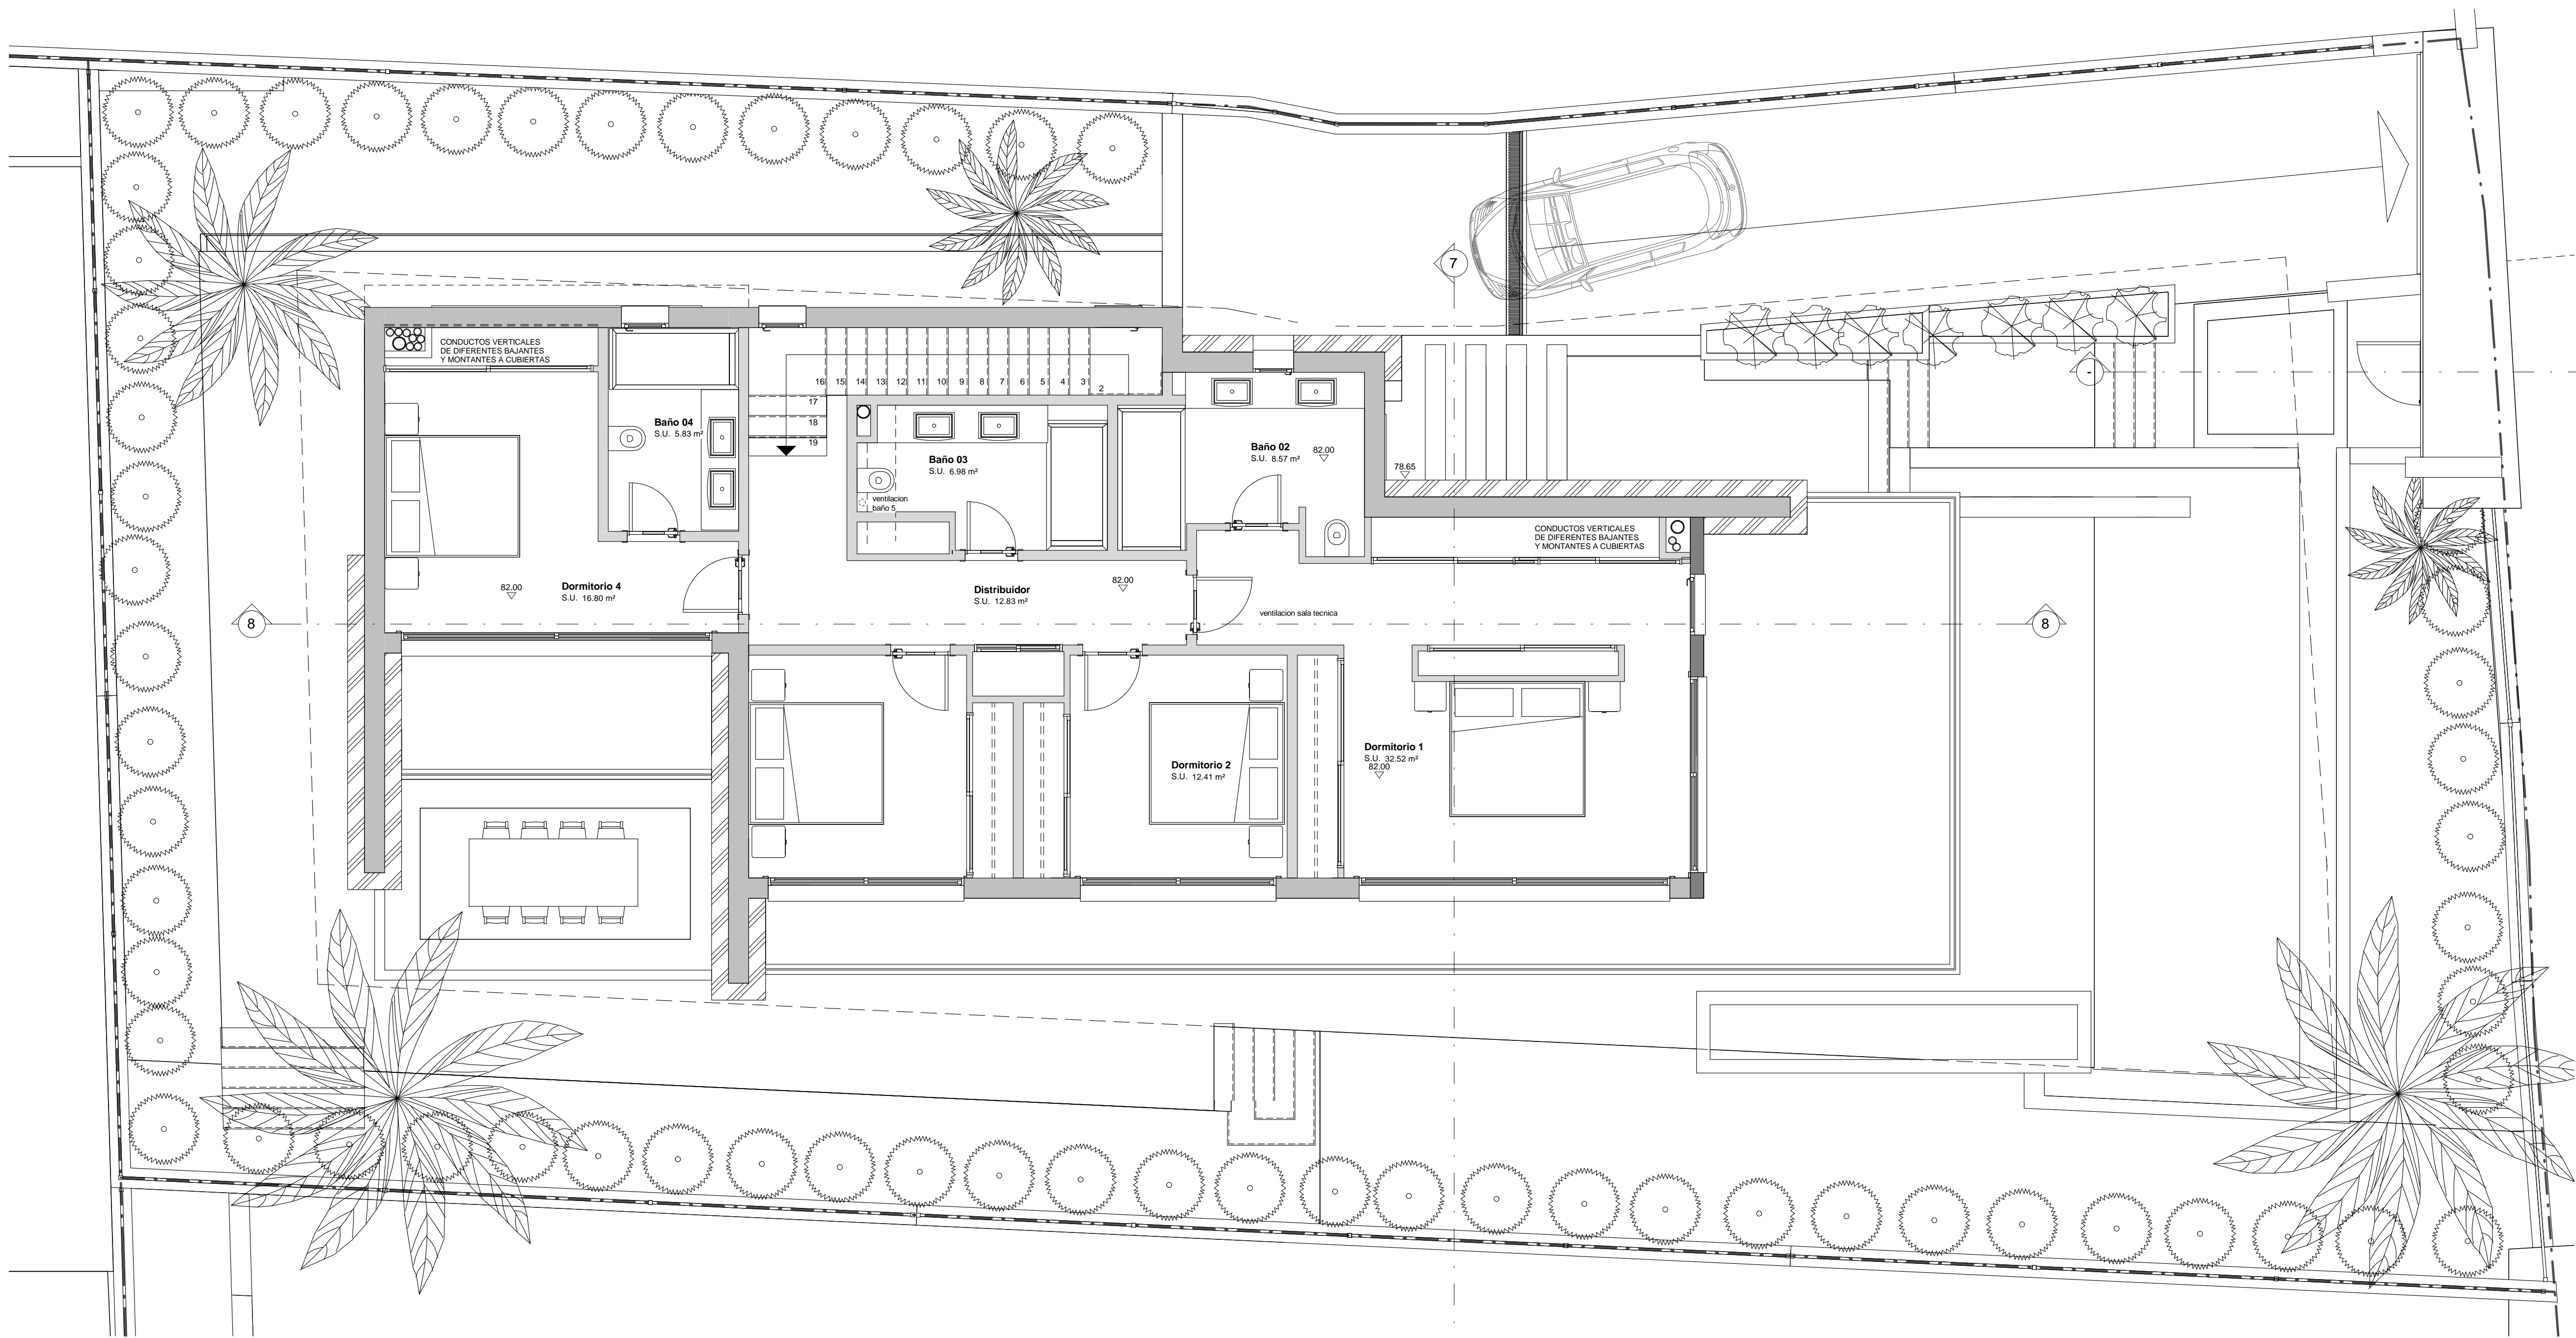 7
CONDUCTOS VERTICALES
DE DIFERENTES BAJANTES
Y MONTANTES A CUBIERTAS
16 15 14 13 12 11 10 9 8 7 6 5 4 3 2
17
18
19
-
Baño 04
S.U. 5.83 m²
Baño 03
S.U. 6.98 m²
ventilacion
baño 5
Baño 02
S.U. 8.57 m²
82.00
78.65
CONDUCTOS VERTICALES
DE DIFERENTES BAJANTES
Y MONTANTES A CUBIERTAS
82.00
Dormitorio 4
S.U. 16.80 m²
Distribuidor
S.U. 12.83 m²
82.00
ventilacion sala tecnica
8
8
Dormitorio 2
S.U. 12.41 m²
Dormitorio 1
S.U. 32.52 m²
82.00